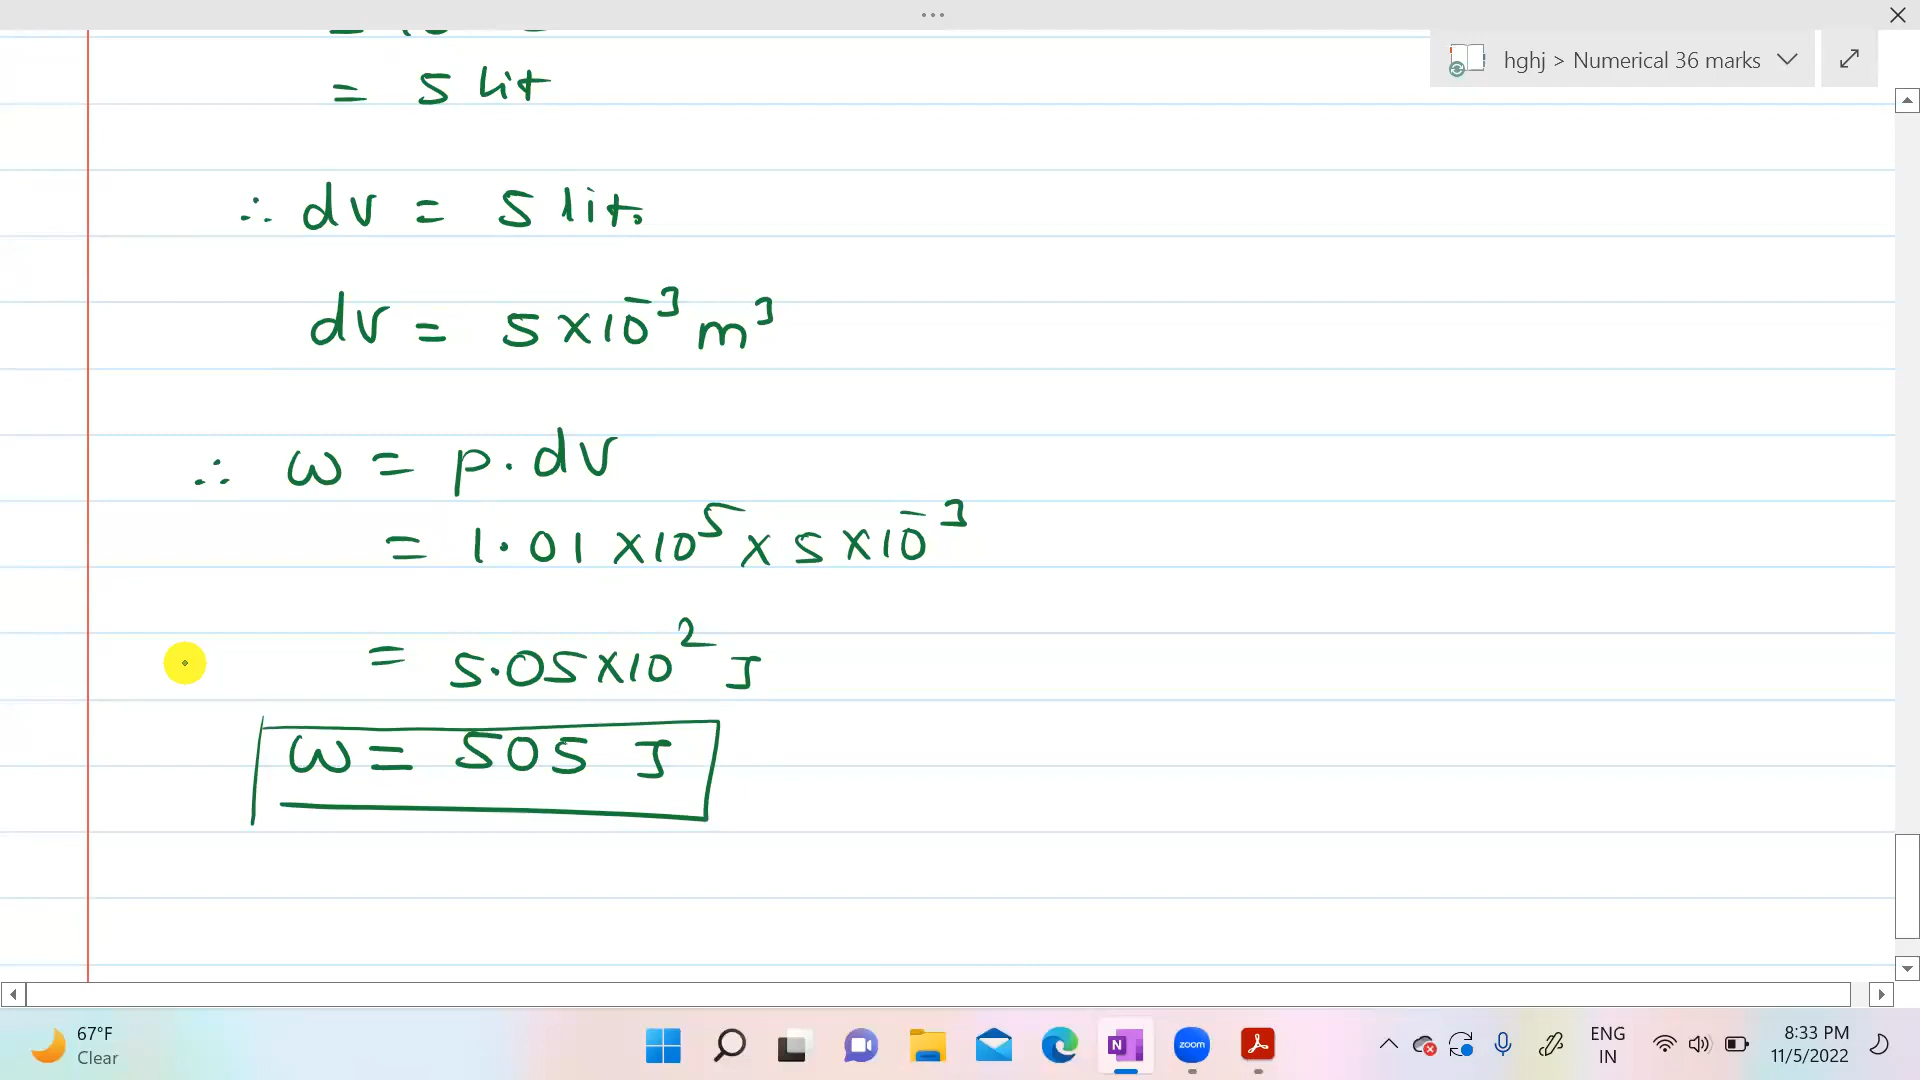 hghj > Numerical 36 marks
= 5 lit
∴ dv = 5 lit.
dv = 5 × 10⁻³ m³
∴ ω = p · dv
= 1.01 × 10⁵ × 5 × 10⁻³
= 5.05 × 10² J
ω = 505 J
67°F
Clear
N
zoom
ENG
IN
8:33 PM
11/5/2022